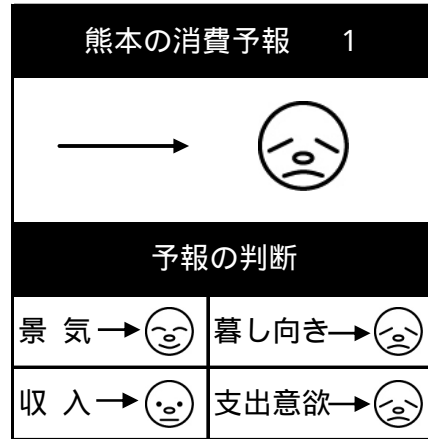 熊本の消費予報　1
予報の判断
景 気
暮し向き
収 入
支出意欲